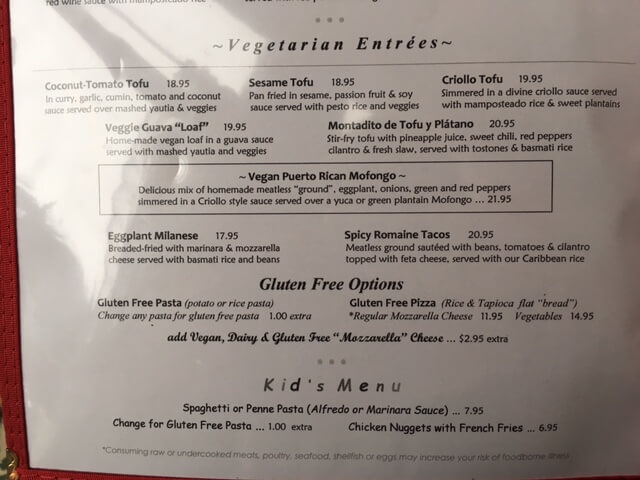 red wine sauce with mamposteado rice
~Vegetarian Entrées~
Coconut-Tomato Tofu 18.95
In curry, garlic, cumin, tomato and coconut
sauce served over mashed yautia & veggies
Sesame Tofu 18.95
Pan fried in sesame, passion fruit & soy
sauce served with pesto rice and veggies
Criollo Tofu 19.95
Simmered in a divine criollo sauce served
with mamposteado rice & sweet plantains
Veggie Guava "Loaf" 19.95
Home-made vegan loaf in a guava sauce
served with mashed yautia and veggies
Montadito de Tofu y Plátano 20.95
Stir-fry tofu with pineapple juice, sweet chili, red peppers
cilantro & fresh slaw, served with tostones & basmati rice
~ Vegan Puerto Rican Mofongo ~
Delicious mix of homemade meatless "ground", eggplant, onions, green and red peppers
simmered in a Criollo style sauce served over a yuca or green plantain Mofongo ... 21.95
Eggplant Milanese 17.95
Breaded-fried with marinara & mozzarella
cheese served with basmati rice and beans
Spicy Romaine Tacos 20.95
Meatless ground sautéed with beans, tomatoes & cilantro
topped with feta cheese, served with our Caribbean rice
Gluten Free Options
Gluten Free Pasta (potato or rice pasta)
Change any pasta for gluten free pasta 1.00 extra
Gluten Free Pizza (Rice & Tapioca flat "bread")
*Regular Mozzarella Cheese 11.95 Vegetables 14.95
add Vegan, Dairy & Gluten Free "Mozzarella" Cheese ... $2.95 extra
Kid's Menu
Spaghetti or Penne Pasta (Alfredo or Marinara Sauce) ... 7.95
Change for Gluten Free Pasta ... 1.00 extra
Chicken Nuggets with French Fries ... 6.95
*Consuming raw or undercooked meats, poultry, seafood, shellfish or eggs may increase your risk of foodborne illness